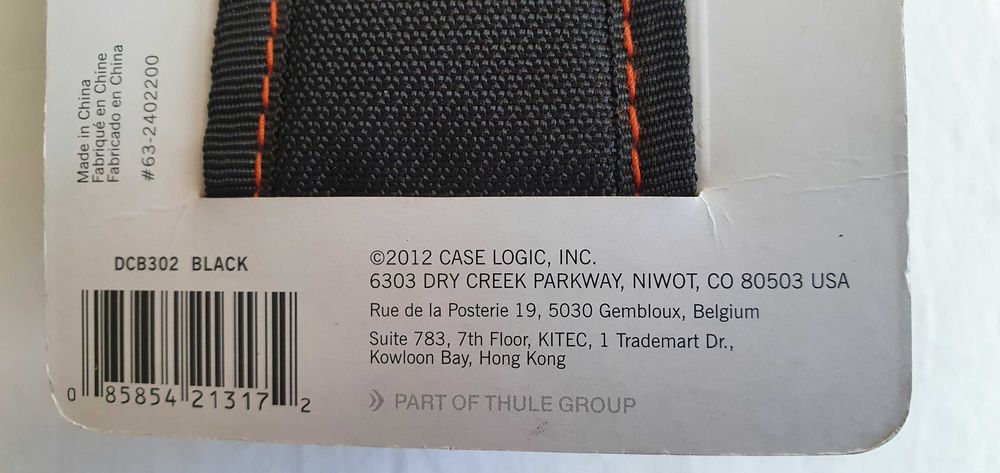 Made in China
Fabriqué en Chine
Fabricado en China
#63-2402200
DCB302 BLACK
0 85854 21317 2
©2012 CASE LOGIC, INC.
6303 DRY CREEK PARKWAY, NIWOT, CO 80503 USA
Rue de la Posterie 19, 5030 Gembloux, Belgium
Suite 783, 7th Floor, KITEC, 1 Trademart Dr.,
Kowloon Bay, Hong Kong
PART OF THULE GROUP